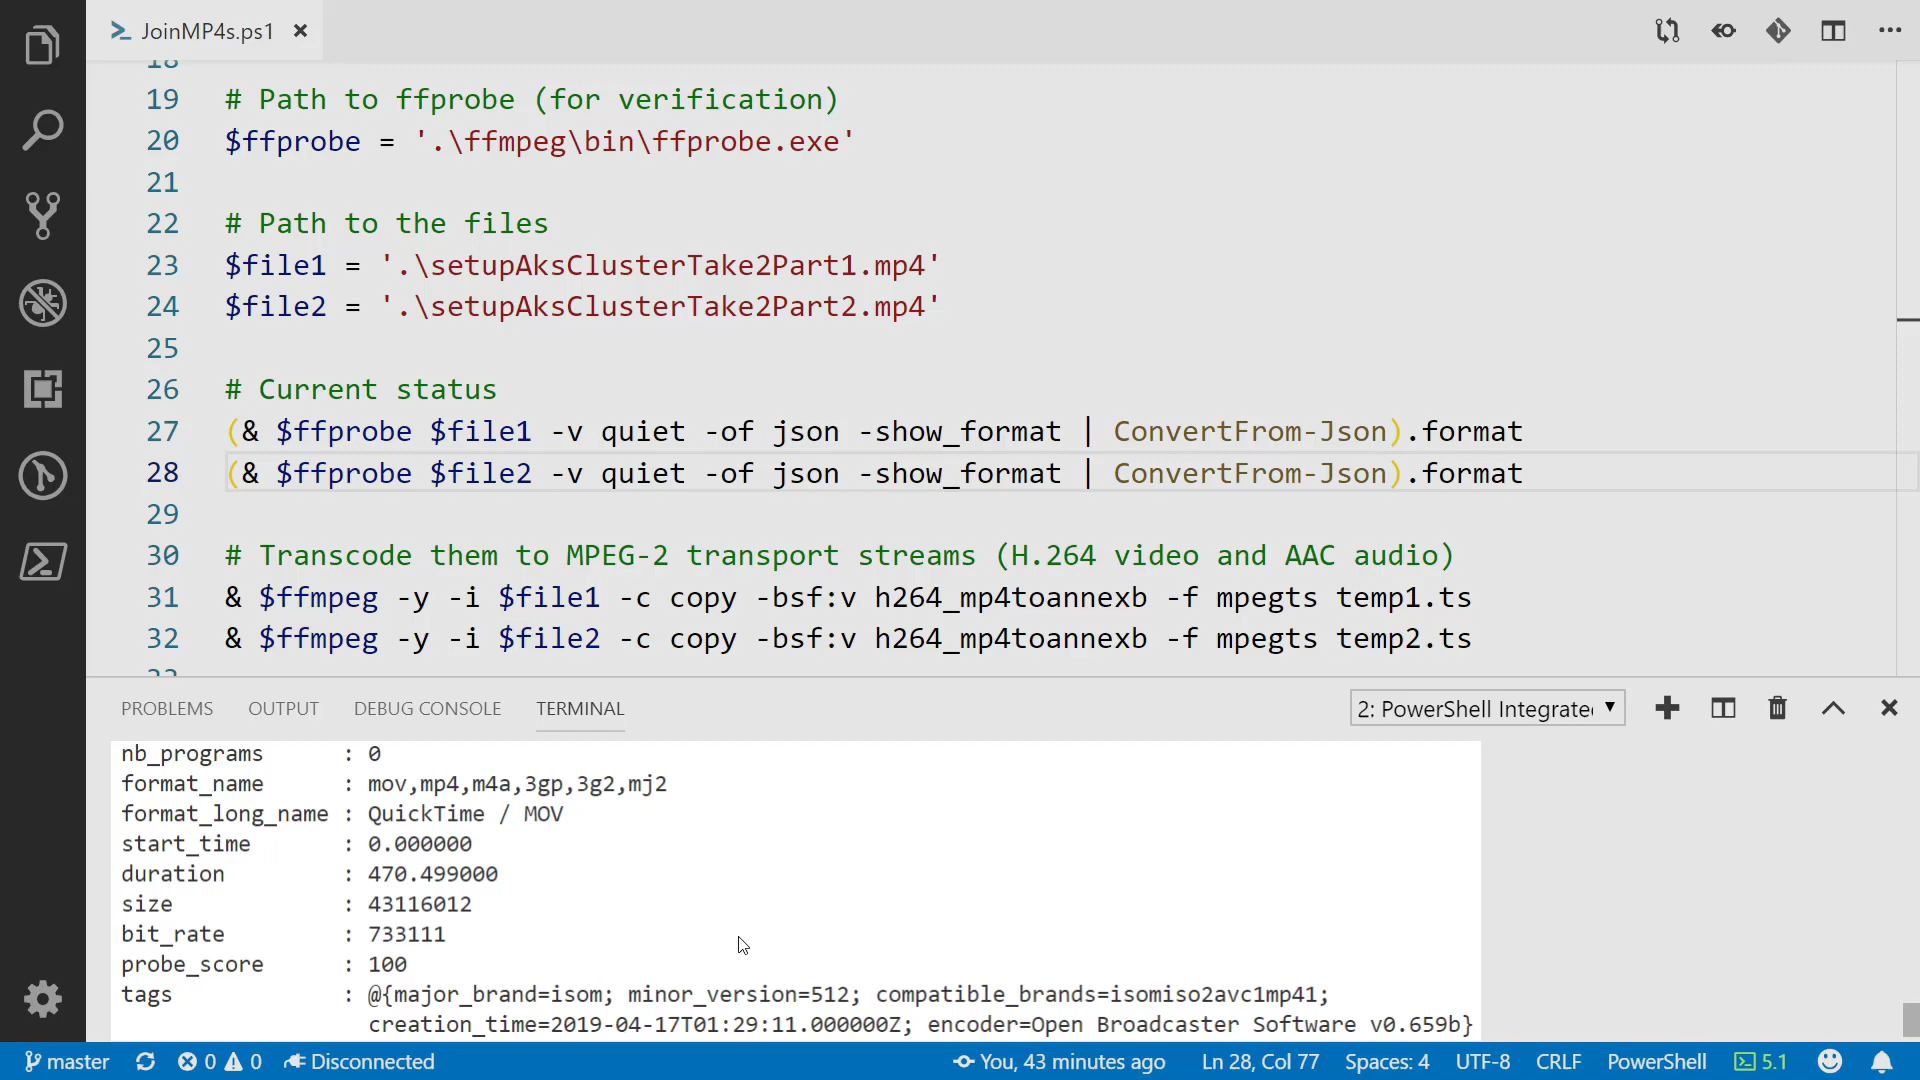 JoinMP4s.ps1
18
19 # Path to ffprobe (for verification)
20 $ffprobe = '.\ffmpeg\bin\ffprobe.exe'
21
22 # Path to the files
23 $file1 = '.\setupAksClusterTake2Part1.mp4'
24 $file2 = '.\setupAksClusterTake2Part2.mp4'
25
26 # Current status
27 (& $ffprobe $file1 -v quiet -of json -show_format | ConvertFrom-Json).format
28 (& $ffprobe $file2 -v quiet -of json -show_format | ConvertFrom-Json).format
29
30 # Transcode them to MPEG-2 transport streams (H.264 video and AAC audio)
31 & $ffmpeg -y -i $file1 -c copy -bsf:v h264_mp4toannexb -f mpegts temp1.ts
32 & $ffmpeg -y -i $file2 -c copy -bsf:v h264_mp4toannexb -f mpegts temp2.ts
PROBLEMS OUTPUT DEBUG CONSOLE TERMINAL 2: PowerShell Integrate
nb_programs : 0
format_name : mov,mp4,m4a,3gp,3g2,mj2
format_long_name : QuickTime / MOV
start_time : 0.000000
duration : 470.499000
size : 43116012
bit_rate : 733111
probe_score : 100
tags : @{major_brand=isom; minor_version=512; compatible_brands=isomiso2avc1mp41;
creation_time=2019-04-17T01:29:11.000000Z; encoder=Open Broadcaster Software v0.659b}
master 0 0 Disconnected You, 43 minutes ago Ln 28, Col 77 Spaces: 4 UTF-8 CRLF PowerShell 5.1